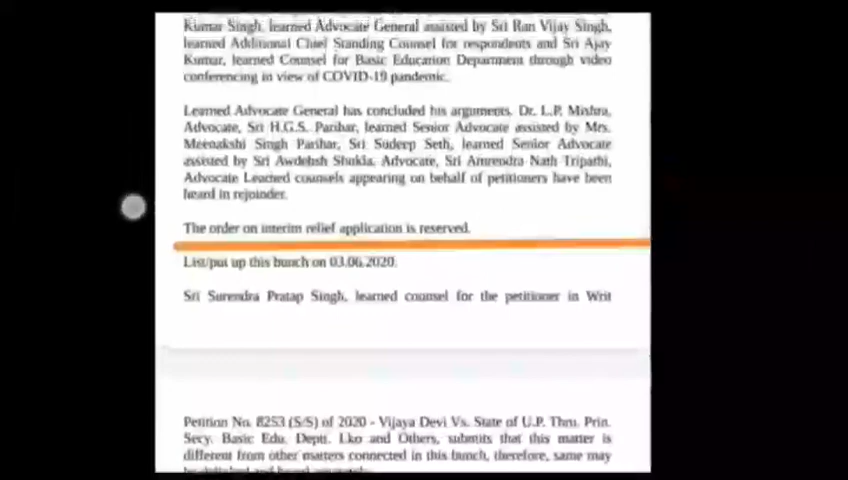 Kumar Singh, learned Advocate General assisted by Sri Ran Vijay Singh,
learned Additional Chief Standing Counsel for respondents and Sri Ajay
Kumar, learned Counsel for Basic Education Department through video
conferencing in view of COVID-19 pandemic.
Learned Advocate General has concluded his arguments. Dr. L.P. Mishra,
Advocate, Sri H.G.S. Parihar, learned Senior Advocate assisted by Mrs.
Meenakshi Singh Parihar, Sri Sudeep Seth, learned Senior Advocate
assisted by Sri Awdehsh Shukla, Advocate, Sri Amrendra Nath Tripathi,
Advocate Learned counsels appearing on behalf of petitioners have been
heard in rejoinder.
The order on interim relief application is reserved.
List/put up this bunch on 03.06.2020.
Sri Surendra Pratap Singh, learned counsel for the petitioner in Writ
Petition No. 8253 (S/S) of 2020 - Vijaya Devi Vs. State of U.P. Thru. Prin.
Secy. Basic Edu. Deptt. Lko and Others, submits that this matter is
different from other matters connected in this bunch, therefore, same may